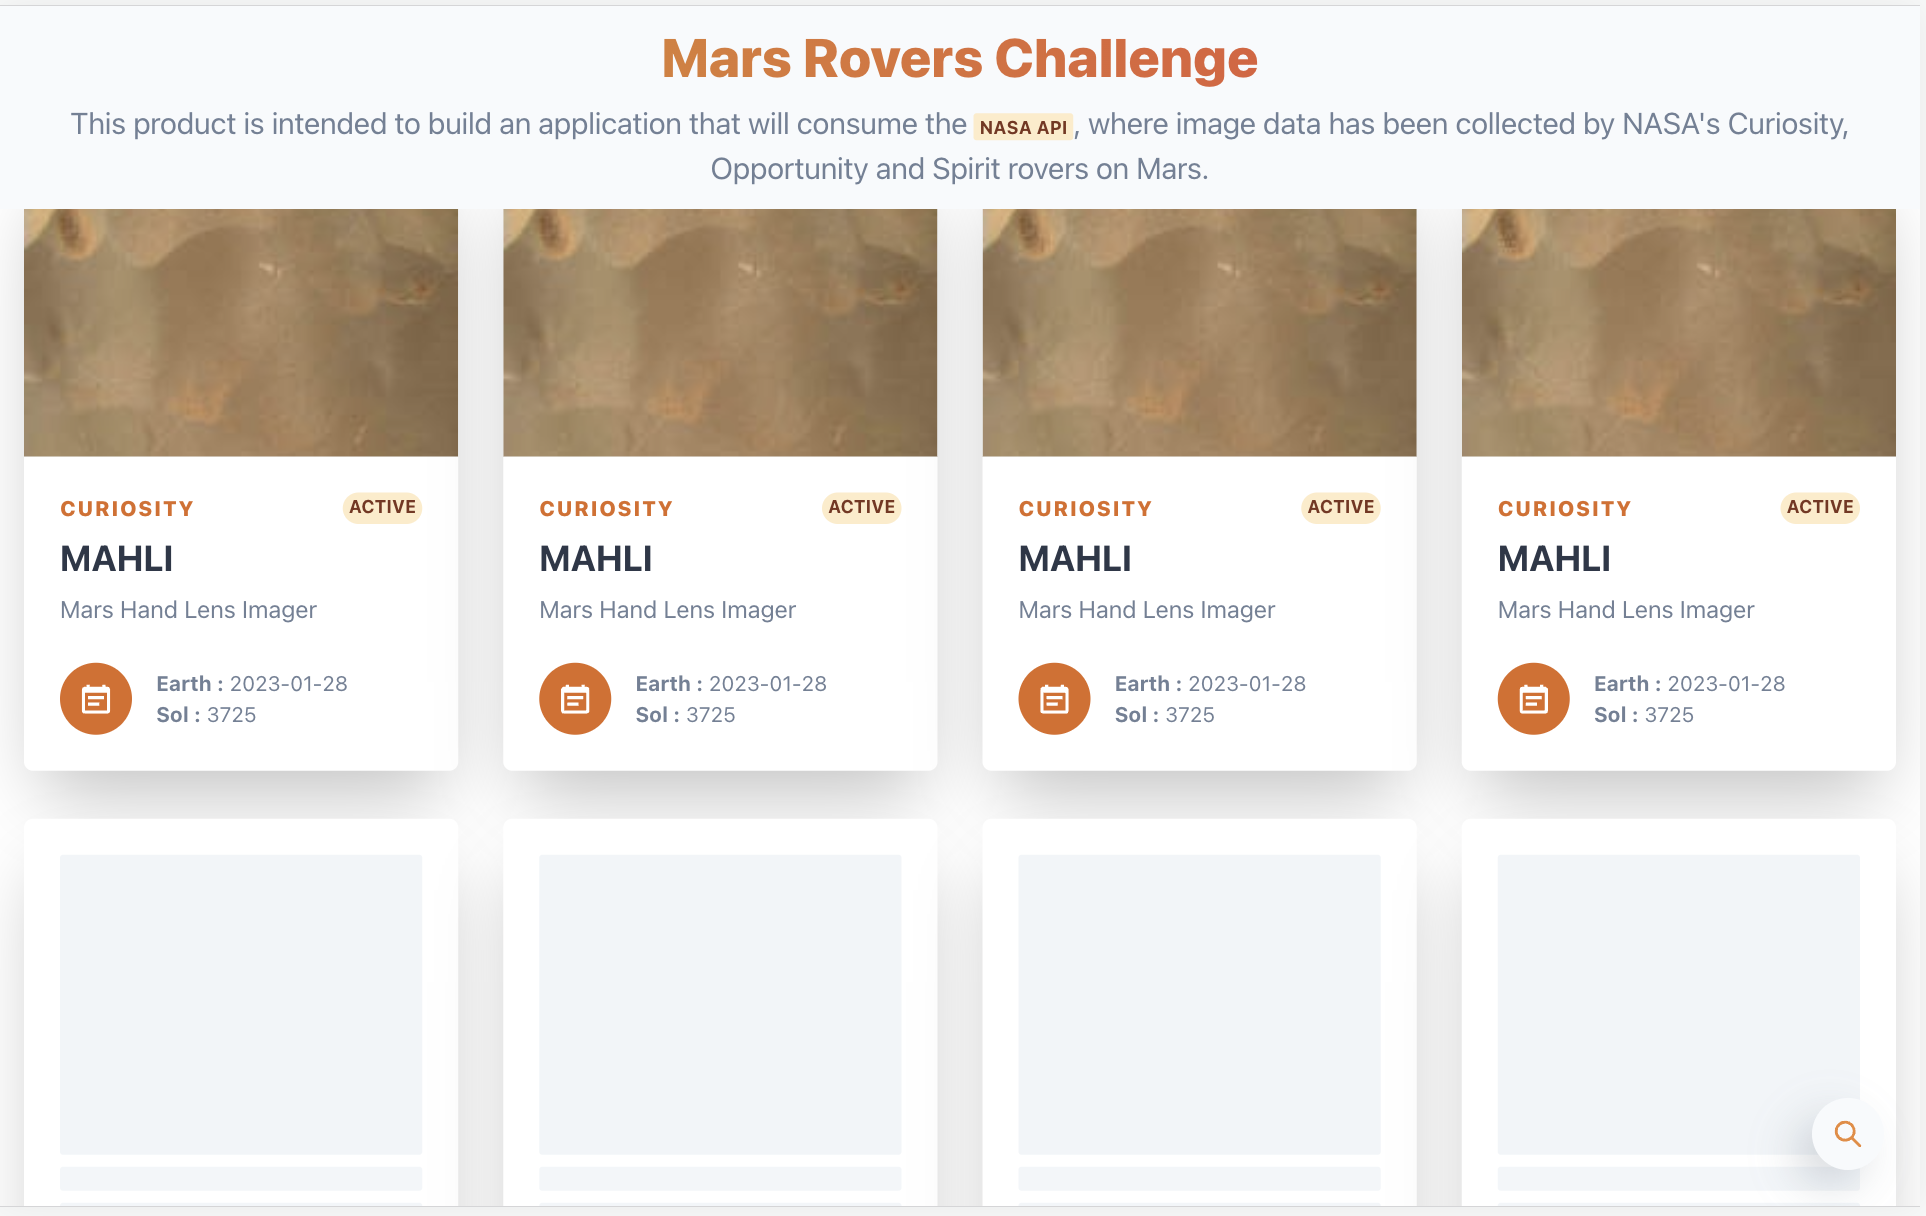 Mars Rovers Challenge
This product is intended to build an application that will consume the NASA API, where image data has been collected by NASA's Curiosity,
Opportunity and Spirit rovers on Mars.
CURIOSITY ACTIVE
MAHLI
Mars Hand Lens Imager
Earth : 2023-01-28
Sol : 3725
CURIOSITY ACTIVE
MAHLI
Mars Hand Lens Imager
Earth : 2023-01-28
Sol : 3725
CURIOSITY ACTIVE
MAHLI
Mars Hand Lens Imager
Earth : 2023-01-28
Sol : 3725
CURIOSITY ACTIVE
MAHLI
Mars Hand Lens Imager
Earth : 2023-01-28
Sol : 3725